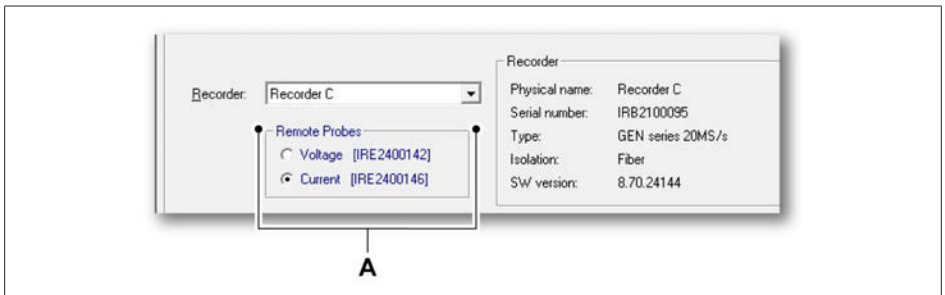 Recorder: Recorder C
Remote Probes
Voltage [IRE2400142]
Current [IRE2400146]
Recorder
Physical name: Recorder C
Serial number: IRB2100095
Type: GEN series 20MS/s
Isolation: Fiber
SW version: 8.70.24144
A